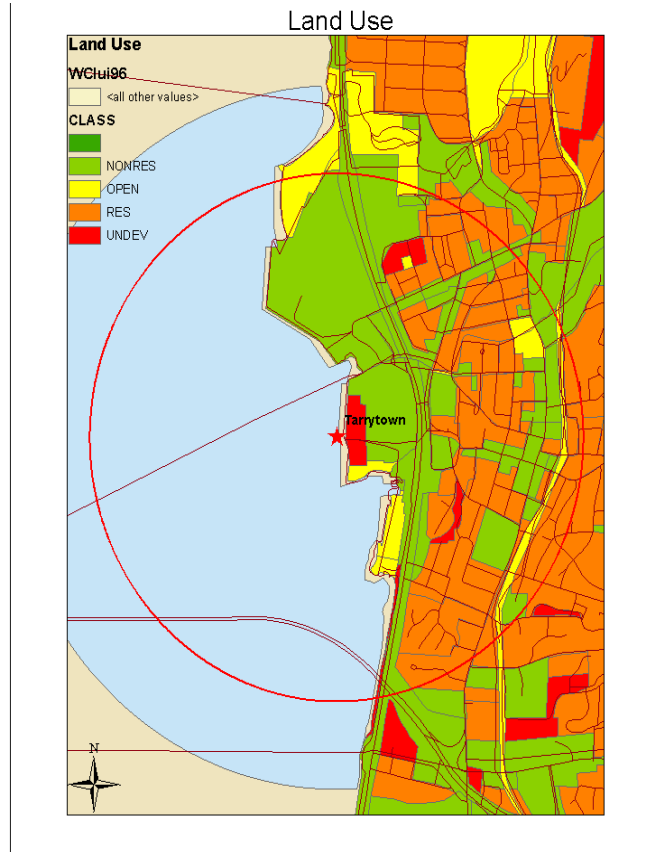 Land Use
Land Use
WClui96
<all other values>
CLASS
NONRES
OPEN
RES
UNDEV
Tarrytown
N